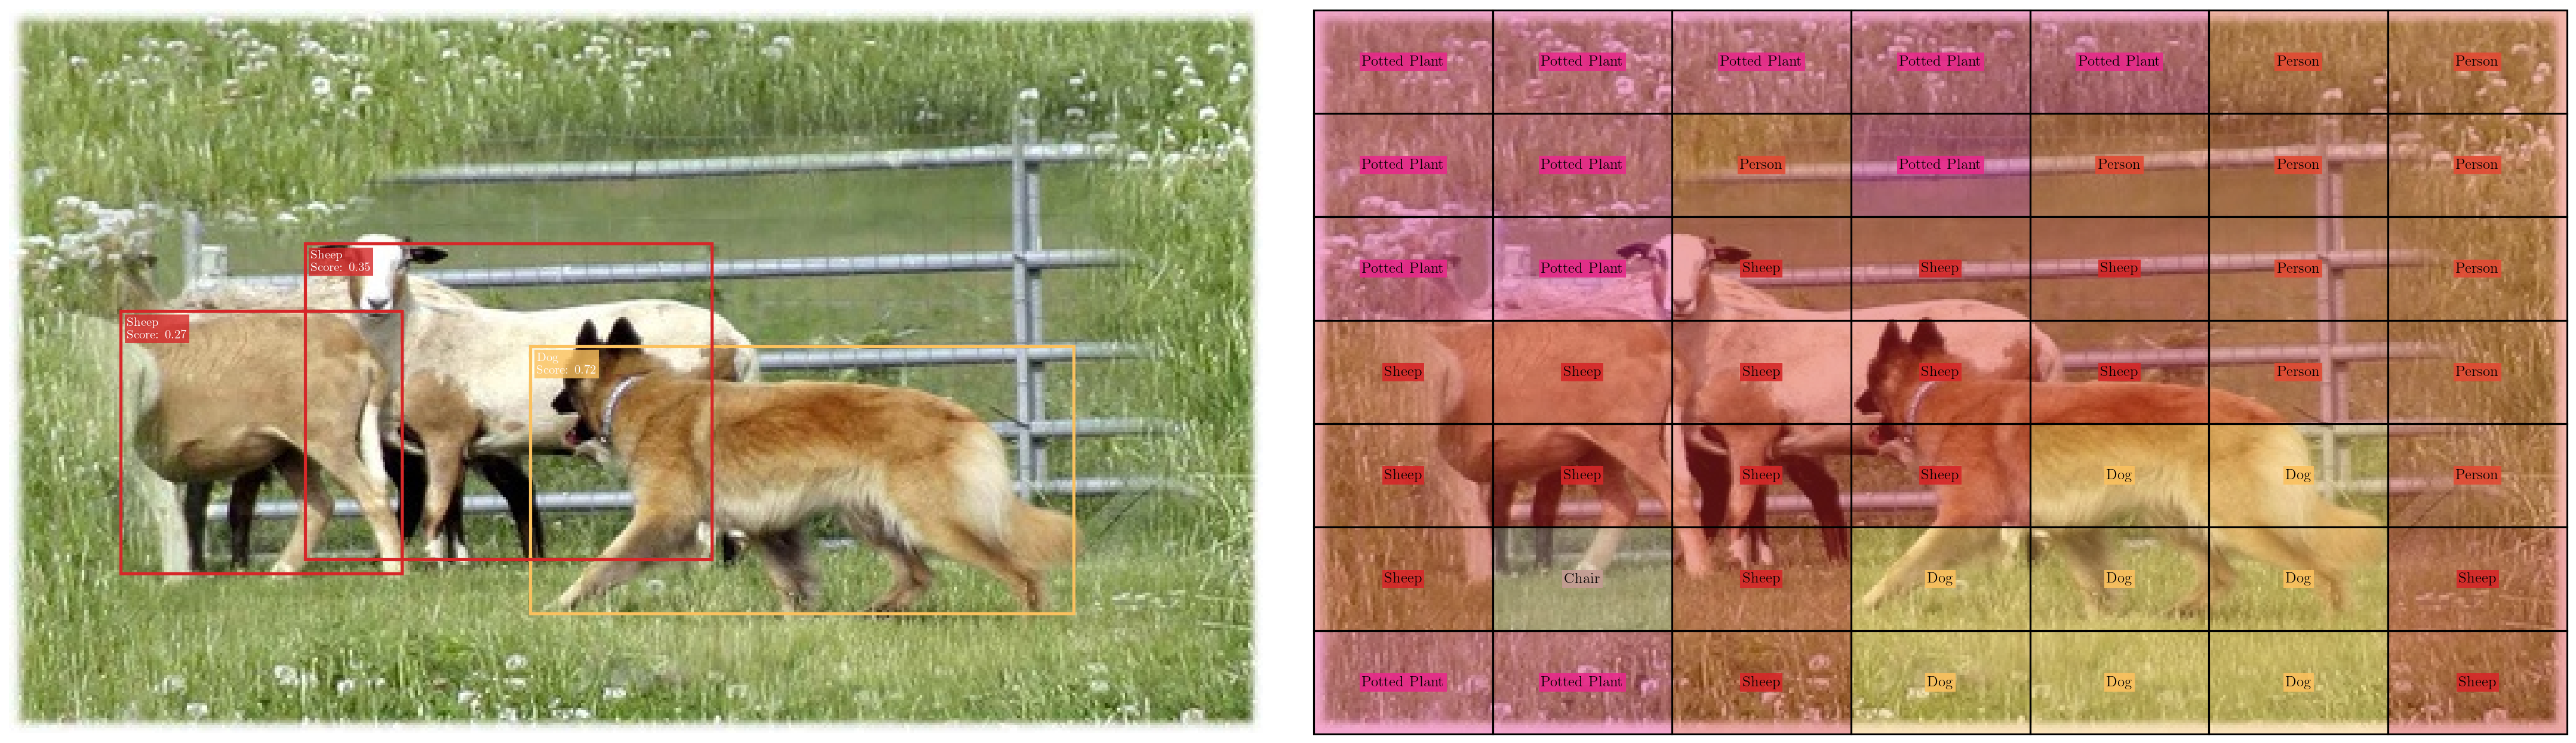 Sheep
Score: 0.35
Sheep
Score: 0.27
Dog
Score: 0.72
Potted Plant Potted Plant Potted Plant Potted Plant Potted Plant Person Person
Potted Plant Potted Plant Person Potted Plant Person Person Person
Potted Plant Potted Plant Sheep Sheep Sheep Person Person
Sheep Sheep Sheep Sheep Sheep Person Person
Sheep Sheep Sheep Sheep Dog Dog Person
Sheep Chair Sheep Dog Dog Dog Sheep
Potted Plant Potted Plant Sheep Dog Dog Dog Sheep